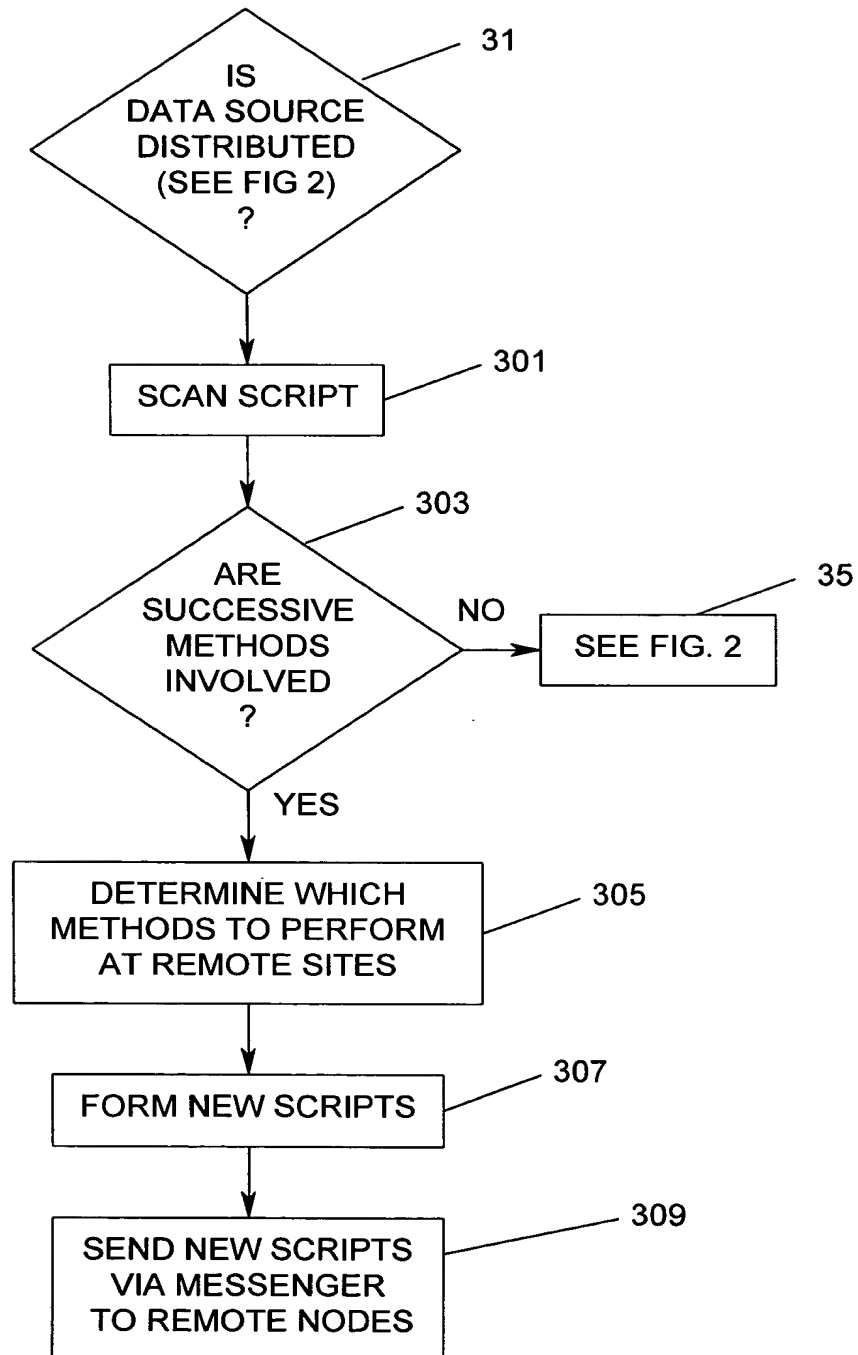 31
IS
DATA SOURCE
DISTRIBUTED
(SEE FIG 2)
?
301
SCAN SCRIPT
303
ARE
SUCCESSIVE
METHODS
INVOLVED
?
NO
35
SEE FIG. 2
YES
305
DETERMINE WHICH
METHODS TO PERFORM
AT REMOTE SITES
307
FORM NEW SCRIPTS
309
SEND NEW SCRIPTS
VIA MESSENGER
TO REMOTE NODES